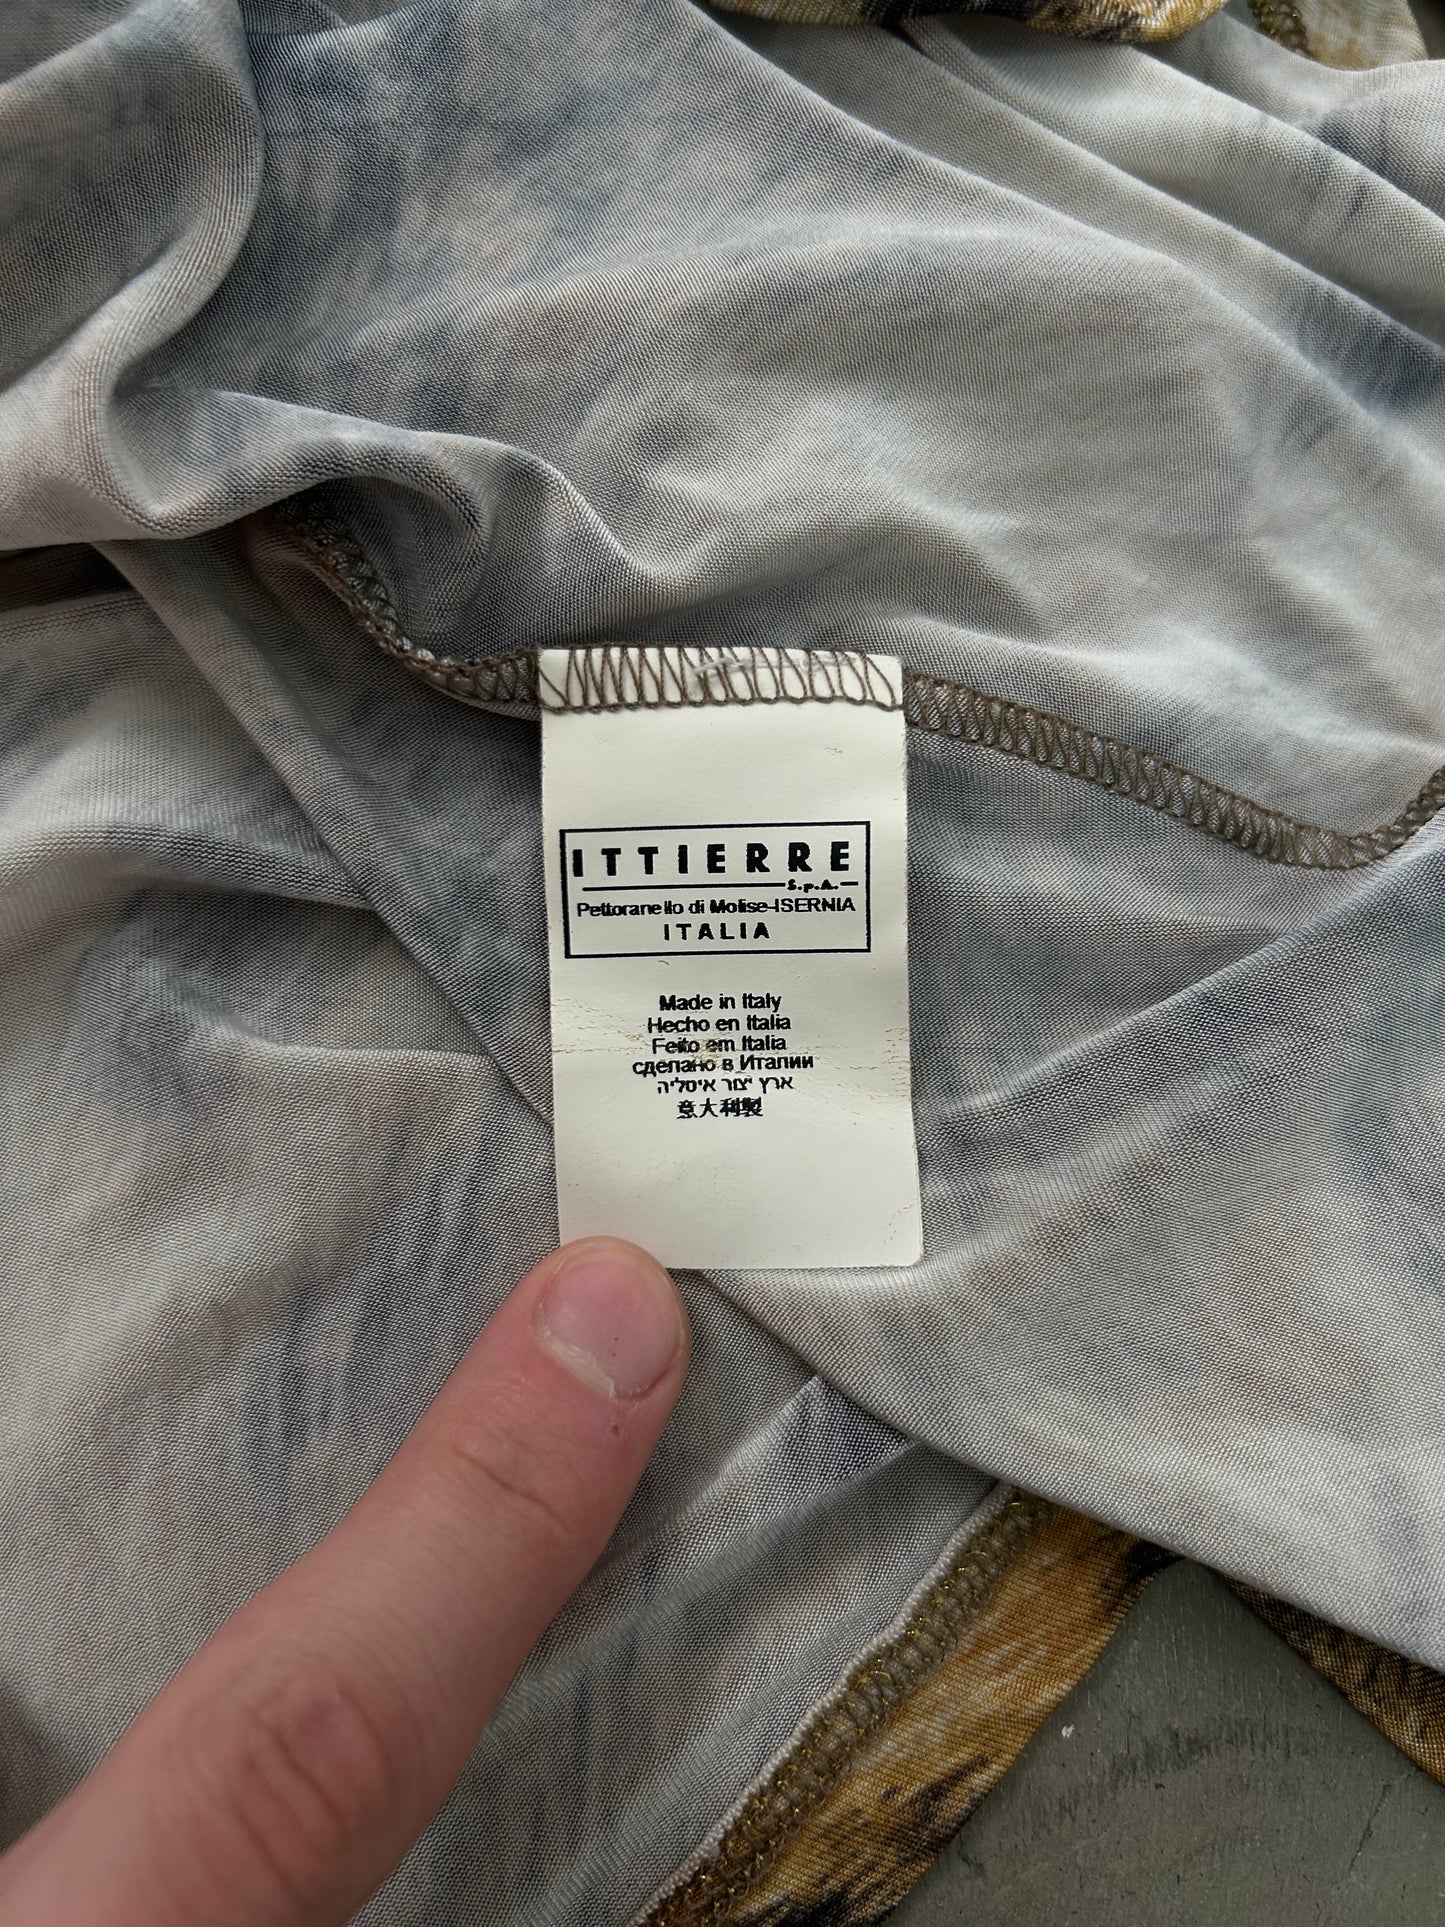 ITTIERRE
S.p.A.
Pettoranello di Molise-ISERNIA
ITALIA
Made in Italy
Hecho en Italia
Feito em Italia
сделано в Италии
ארץ יצור איטליה
意大利製